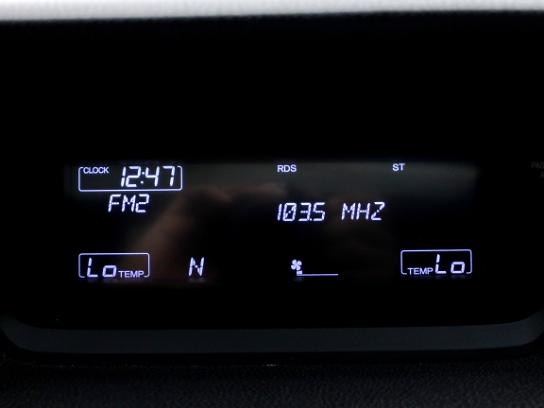 CLOCK 12:47 RDS ST
FM2 103.5 MHZ
Lo TEMP N TEMP Lo